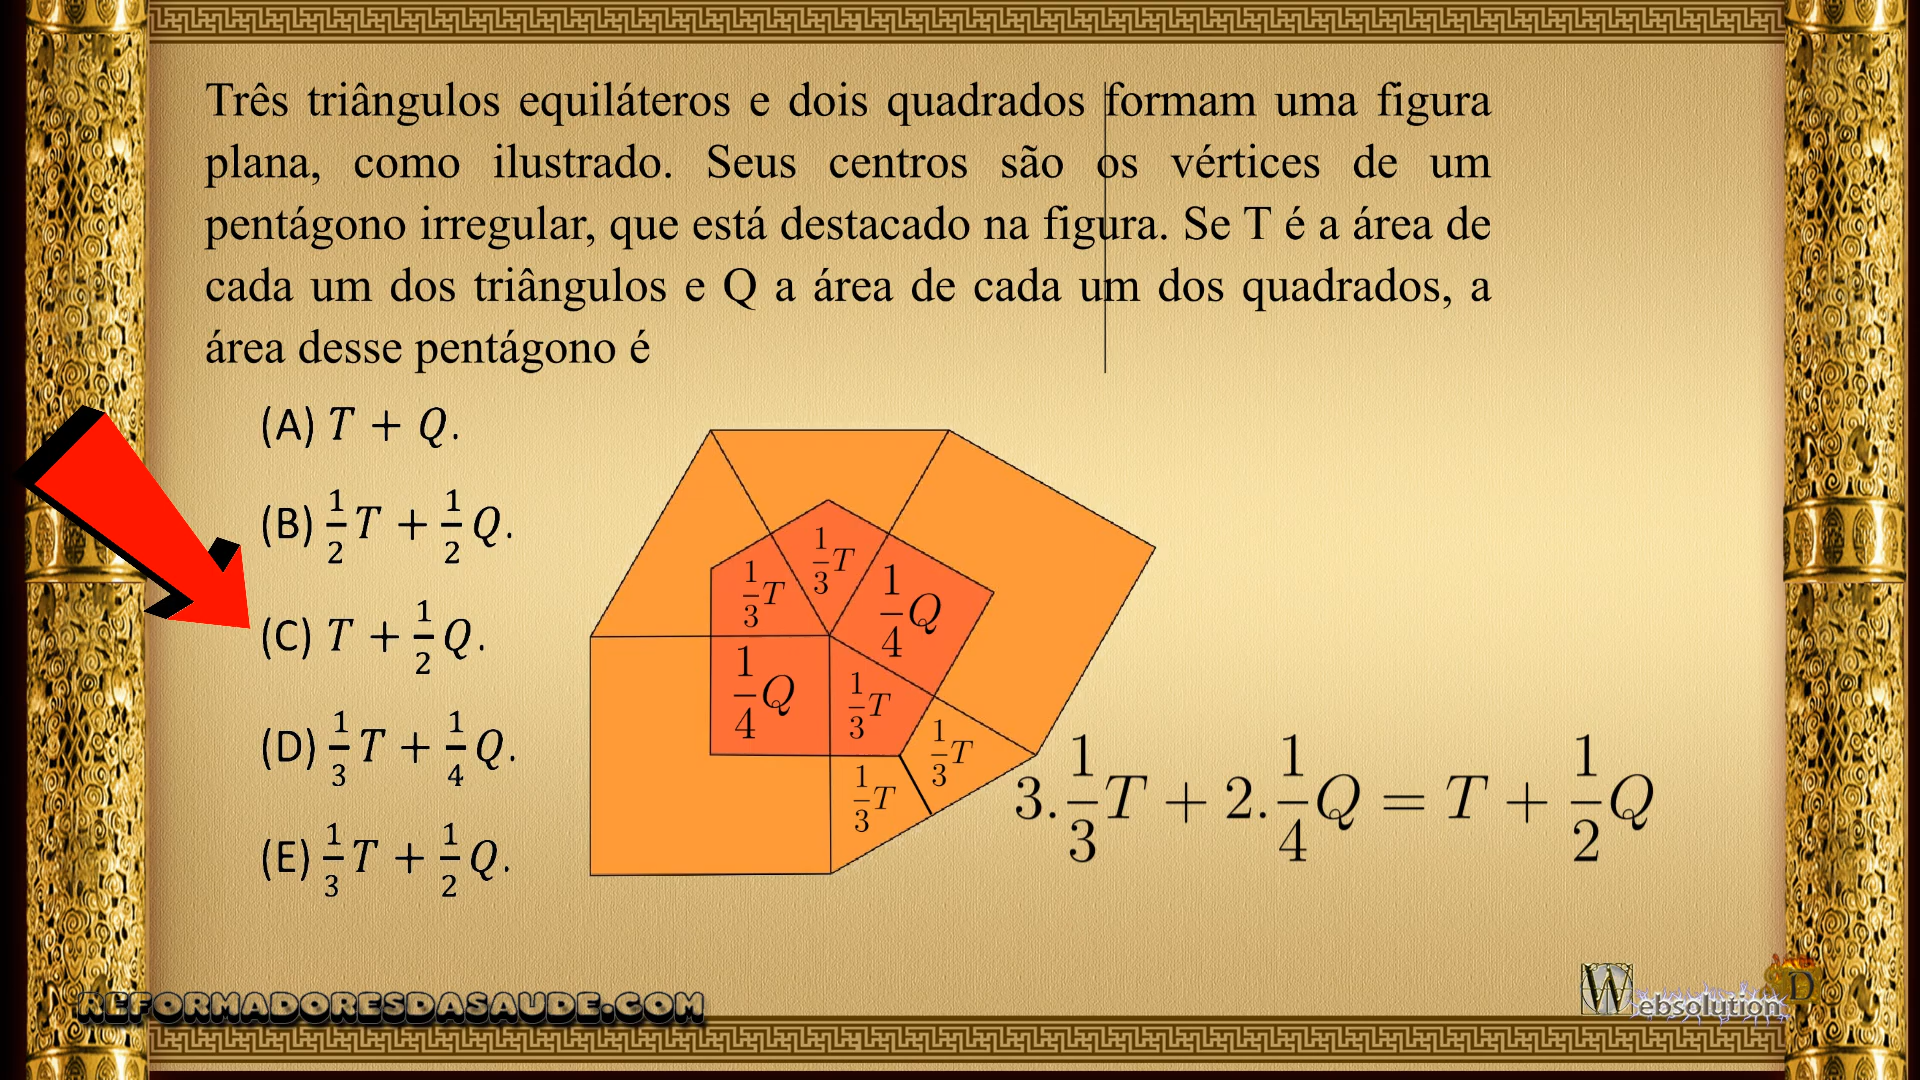 Três triângulos equiláteros e dois quadrados formam uma figura
plana, como ilustrado. Seus centros são os vértices de um
pentágono irregular, que está destacado na figura. Se T é a área de
cada um dos triângulos e Q a área de cada um dos quadrados, a
área desse pentágono é
(A) T + Q.
(B) 1/2 T + 1/2 Q.
(C) T + 1/2 Q.
(D) 1/3 T + 1/4 Q.
(E) 1/3 T + 1/2 Q.
1/3 T
1/3 T
1/4 Q
1/4 Q
1/3 T
1/3 T
1/3 T
3. 1/3 T + 2. 1/4 Q = T + 1/2 Q
REFORMADORESDASAUDE.COM
Websolution D